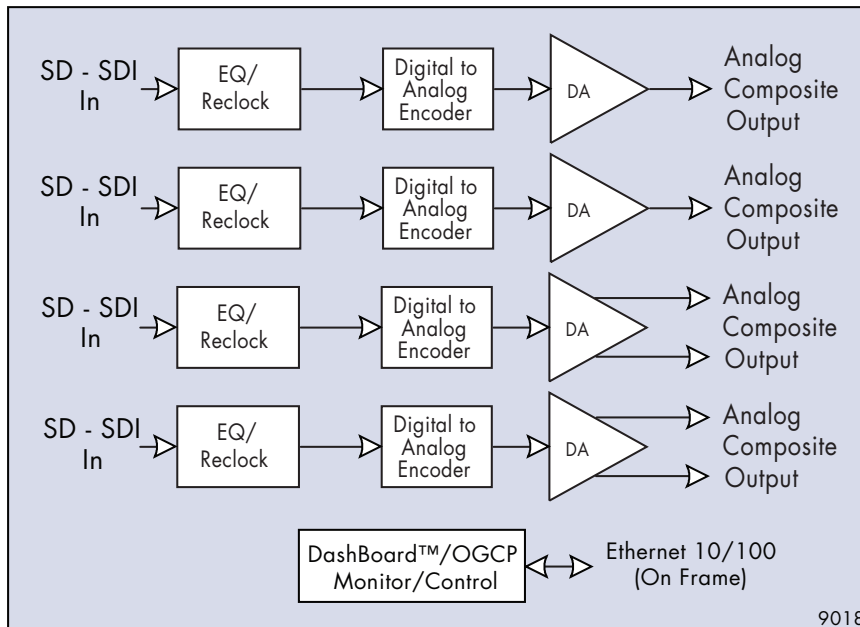 SD - SDI
In
EQ/
Reclock
Digital to
Analog
Encoder
DA
Analog
Composite
Output
SD - SDI
In
EQ/
Reclock
Digital to
Analog
Encoder
DA
Analog
Composite
Output
SD - SDI
In
EQ/
Reclock
Digital to
Analog
Encoder
DA
Analog
Composite
Output
SD - SDI
In
EQ/
Reclock
Digital to
Analog
Encoder
DA
Analog
Composite
Output
DashBoard™/OGCP
Monitor/Control
Ethernet 10/100
(On Frame)
9018